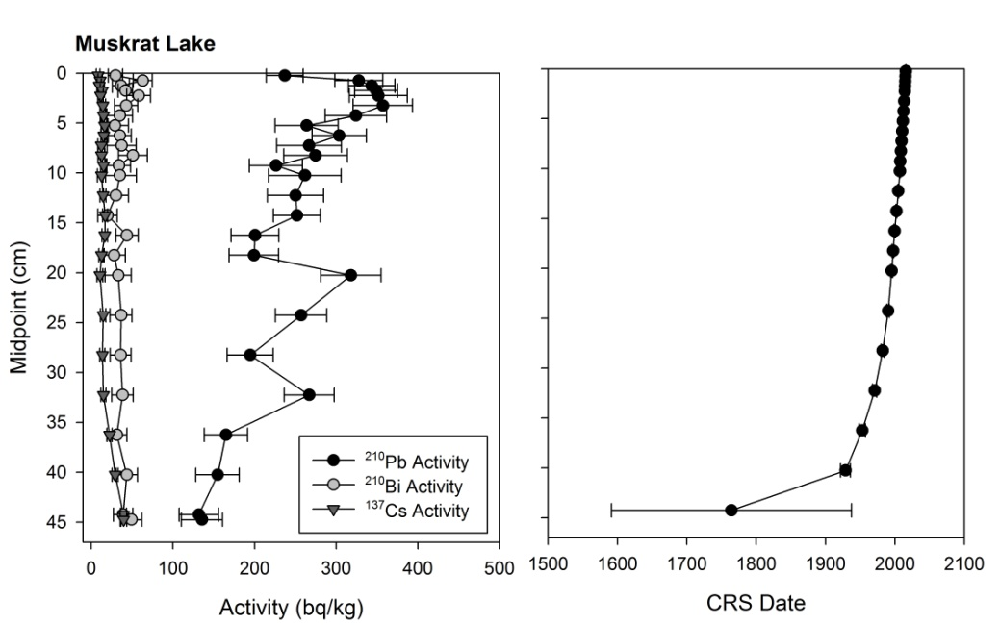 Muskrat Lake
0
5
10
15
20
25
30
35
40
45
Midpoint (cm)
0 100 200 300 400 500
Activity (bq/kg)
²¹⁰Pb Activity
²¹⁰Bi Activity
¹³⁷Cs Activity
1500 1600 1700 1800 1900 2000 2100
CRS Date